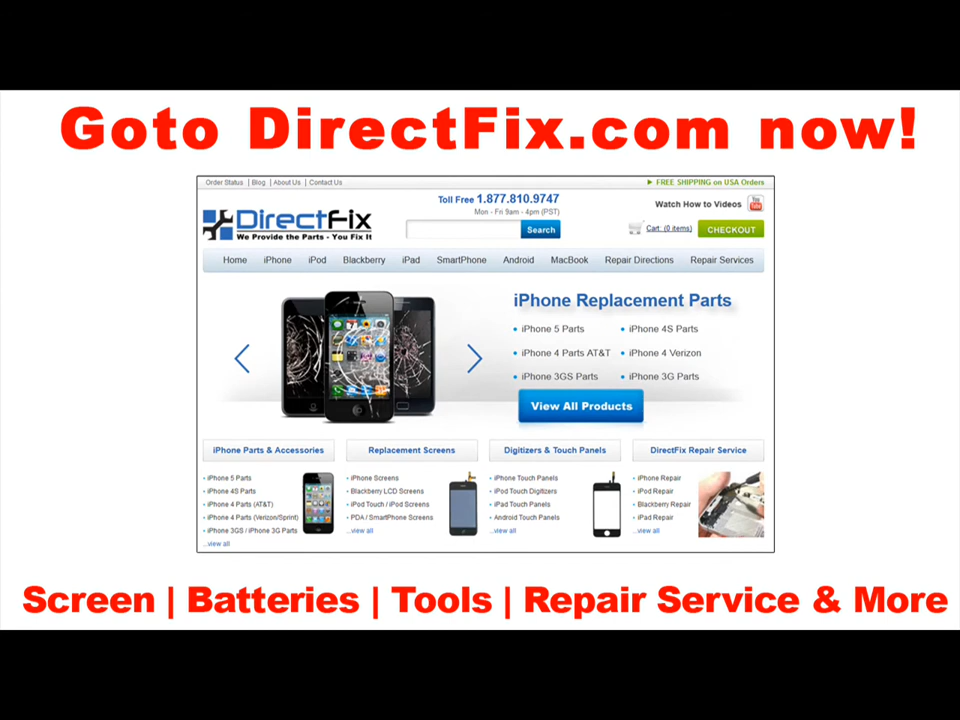 Goto DirectFix.com now!
Order Status | Blog | About Us | Contact Us
► FREE SHIPPING on USA Orders
Toll Free 1.877.810.9747
Mon - Fri 9am - 4pm (PST)
Watch How to Videos
You Tube
DirectFix
We Provide the Parts - You Fix It
Search
Cart: (0 items)
CHECKOUT
Home iPhone iPod Blackberry iPad SmartPhone Android MacBook Repair Directions Repair Services
iPhone Replacement Parts
• iPhone 5 Parts • iPhone 4S Parts
• iPhone 4 Parts AT&T • iPhone 4 Verizon
• iPhone 3GS Parts • iPhone 3G Parts
View All Products
iPhone Parts & Accessories
• iPhone 5 Parts
• iPhone 4S Parts
• iPhone 4 Parts (AT&T)
• iPhone 4 Parts (Verizon/Sprint)
• iPhone 3GS / iPhone 3G Parts
...view all
Replacement Screens
• iPhone Screens
• Blackberry LCD Screens
• iPod Touch / iPod Screens
• PDA / SmartPhone Screens
...view all
Digitizers & Touch Panels
• iPhone Touch Panels
• iPod Touch Digitizers
• iPad Touch Panels
• Android Touch Panels
...view all
DirectFix Repair Service
• iPhone Repair
• iPod Repair
• Blackberry Repair
• iPad Repair
...view all
Screen | Batteries | Tools | Repair Service & More